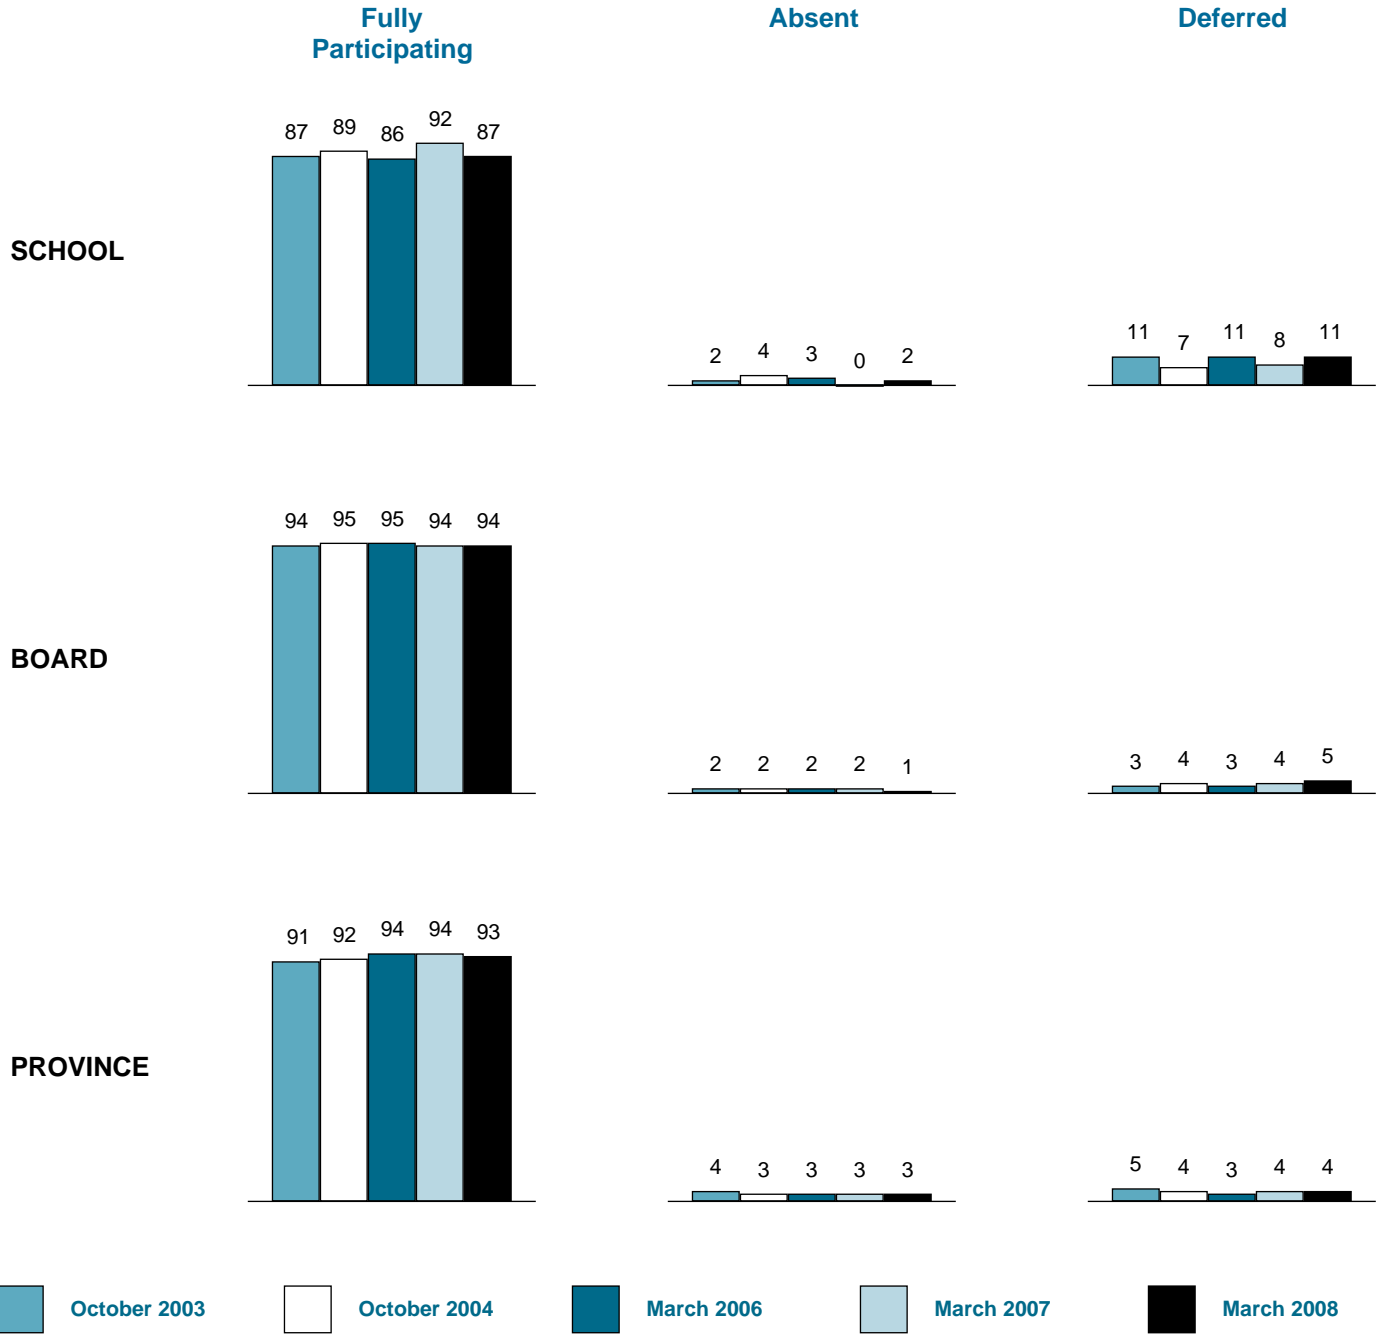 Fully
Participating
Absent
Deferred
87 89 86 92 87
2 4 3 0 2
11 7 11 8 11
SCHOOL
94 95 95 94 94
2 2 2 2 1
3 4 3 4 5
BOARD
91 92 94 94 93
4 3 3 3 3
5 4 3 4 4
PROVINCE
October 2003
October 2004
March 2006
March 2007
March 2008